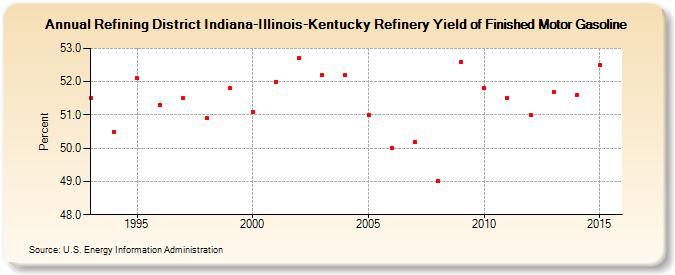 Annual Refining District Indiana-Illinois-Kentucky Refinery Yield of Finished Motor Gasoline
53.0
52.0
51.0
50.0
49.0
48.0
Percent
1995 2000 2005 2010 2015
Source: U.S. Energy Information Administration